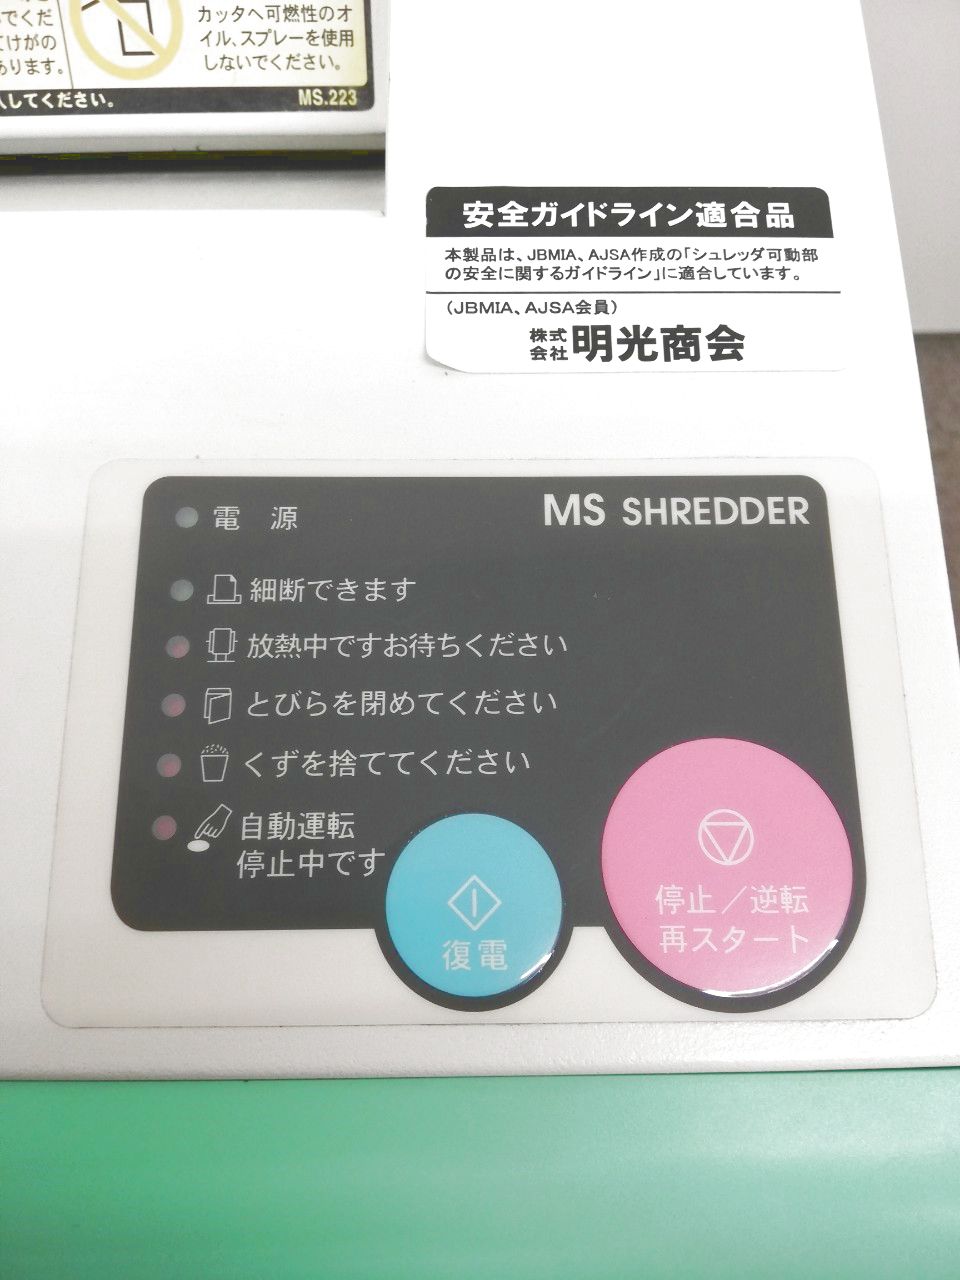 カッタへ可燃性のオ
でくだ
イル、スプレーを使用
てけがの
しないでください。
あります。
してください。
MS.223
安全ガイドライン適合品
本製品は、JBMIA、AJSA作成の「シュレッダ可動部
の安全に関するガイドライン」に適合しています。
（JBMIA、AJSA会員）
株式会社 明光商会
MS SHREDDER
電 源
細断できます
放熱中ですお待ちください
とびらを閉めてください
くずを捨ててください
自動運転
停止中です
復電
停止／逆転
再スタート